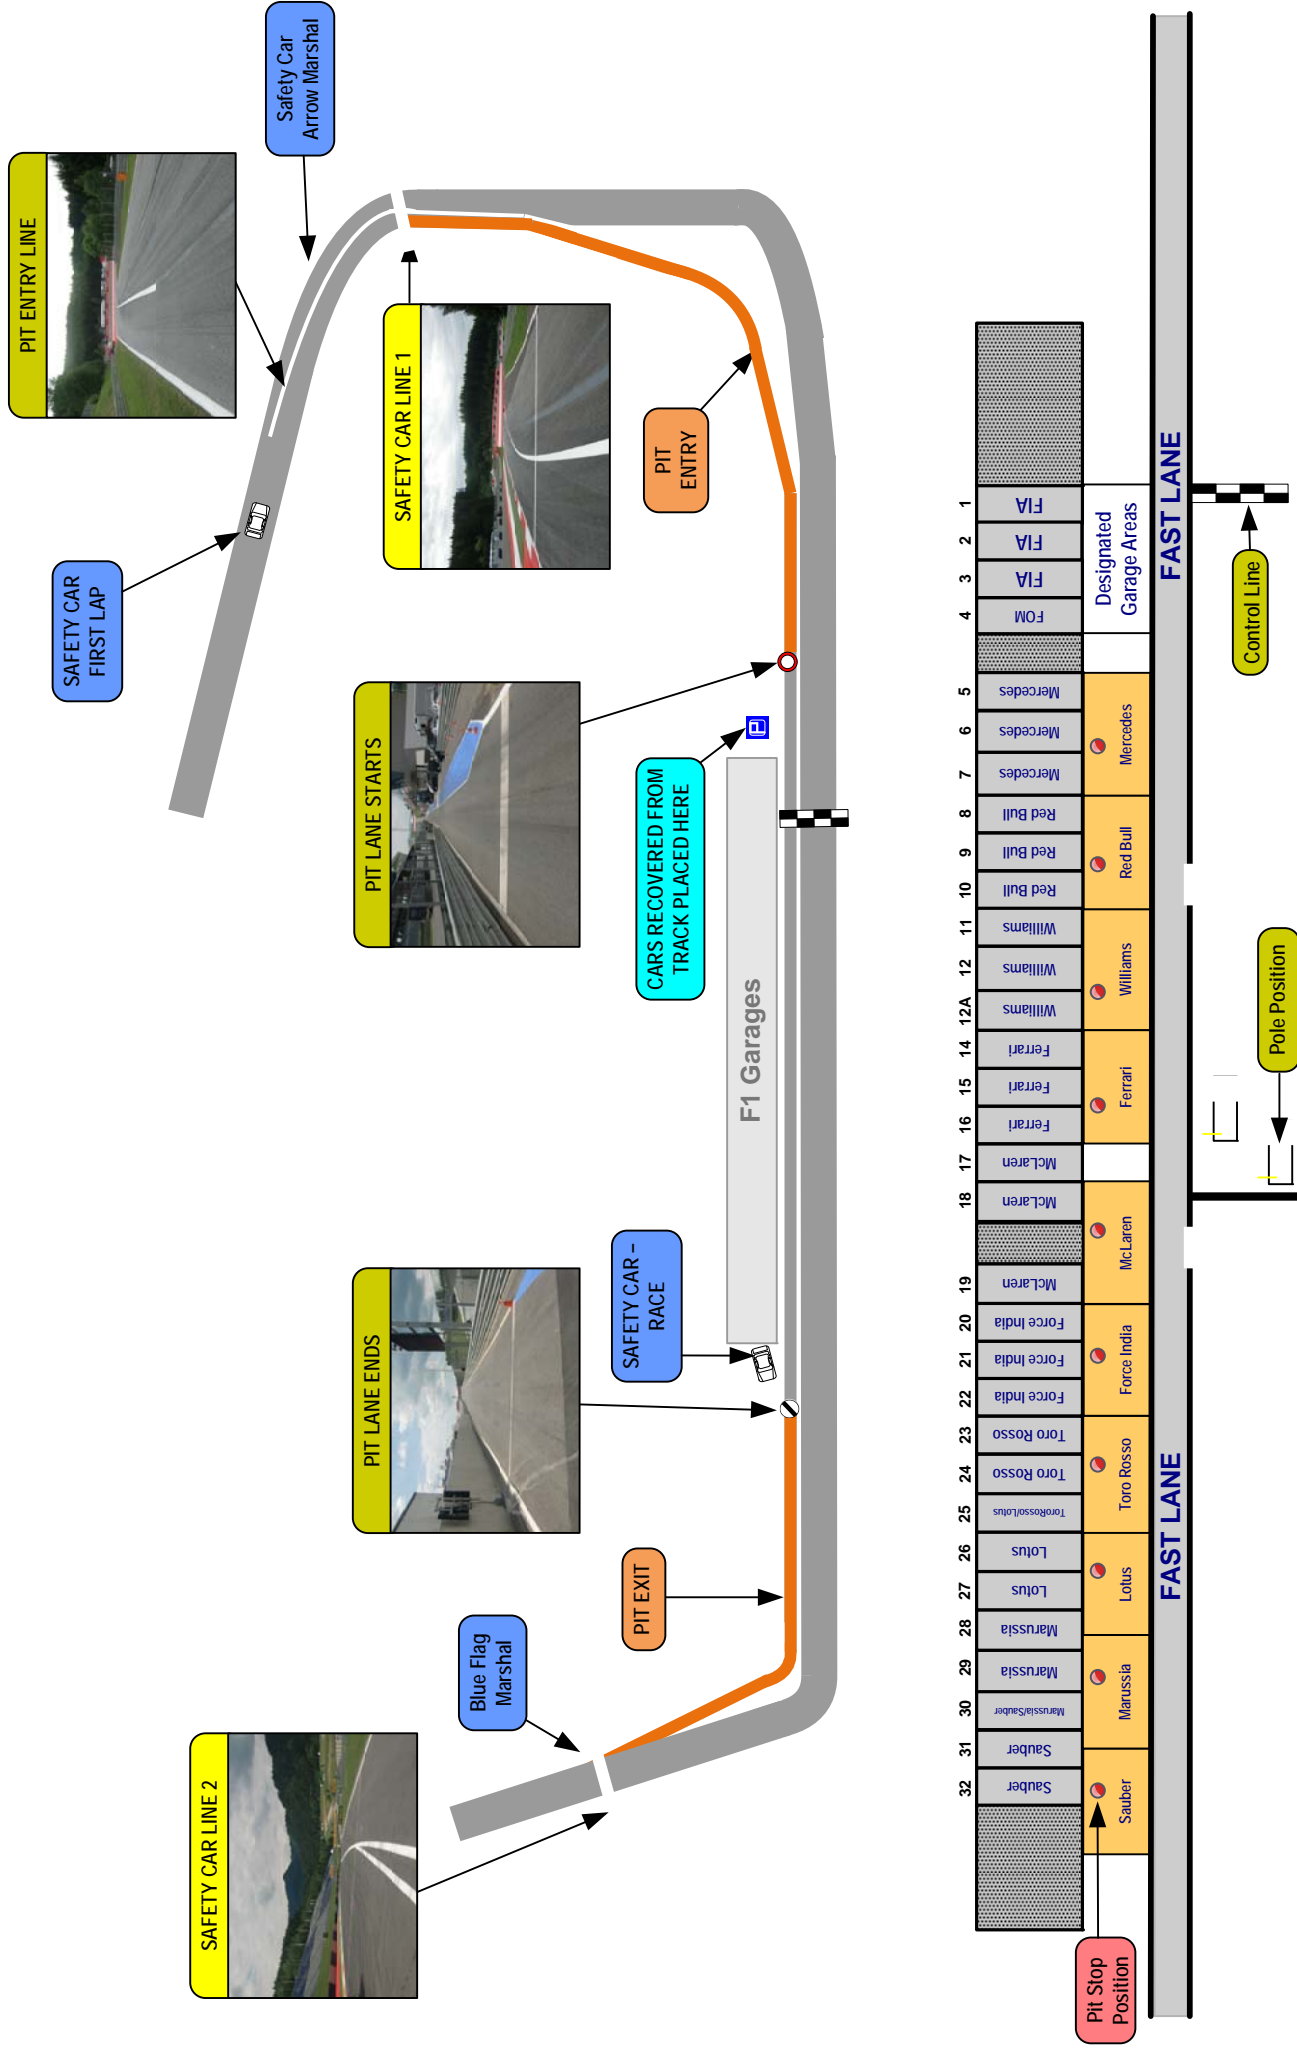 PIT ENTRY LINE
Safety Car
Arrow Marshal
SAFETY CAR
FIRST LAP
SAFETY CAR LINE 1
PIT
ENTRY
PIT LANE STARTS
CARS RECOVERED FROM
TRACK PLACED HERE
F1 Garages
PIT LANE ENDS
SAFETY CAR –
RACE
PIT EXIT
Blue Flag
Marshal
SAFETY CAR LINE 2
32 31 30 29 28 27 26 25 24 23 22 21 20 19 18 17 16 15 14 12A 12 11 10 9 8 7 6 5 4 3 2 1
Sauber
Sauber
Marussia/Sauber
Marussia
Marussia
Lotus
Lotus
ToroRosso/Lotus
Toro Rosso
Toro Rosso
Force India
Force India
Force India
McLaren
McLaren
McLaren
Ferrari
Ferrari
Ferrari
Williams
Williams
Williams
Red Bull
Red Bull
Red Bull
Mercedes
Mercedes
Mercedes
FOM
FIA
FIA
FIA
Sauber
Marussia
Lotus
Toro Rosso
Force India
McLaren
Ferrari
Williams
Red Bull
Mercedes
Designated
Garage Areas
Pit Stop
Position
FAST LANE
FAST LANE
Pole Position
Control Line
P